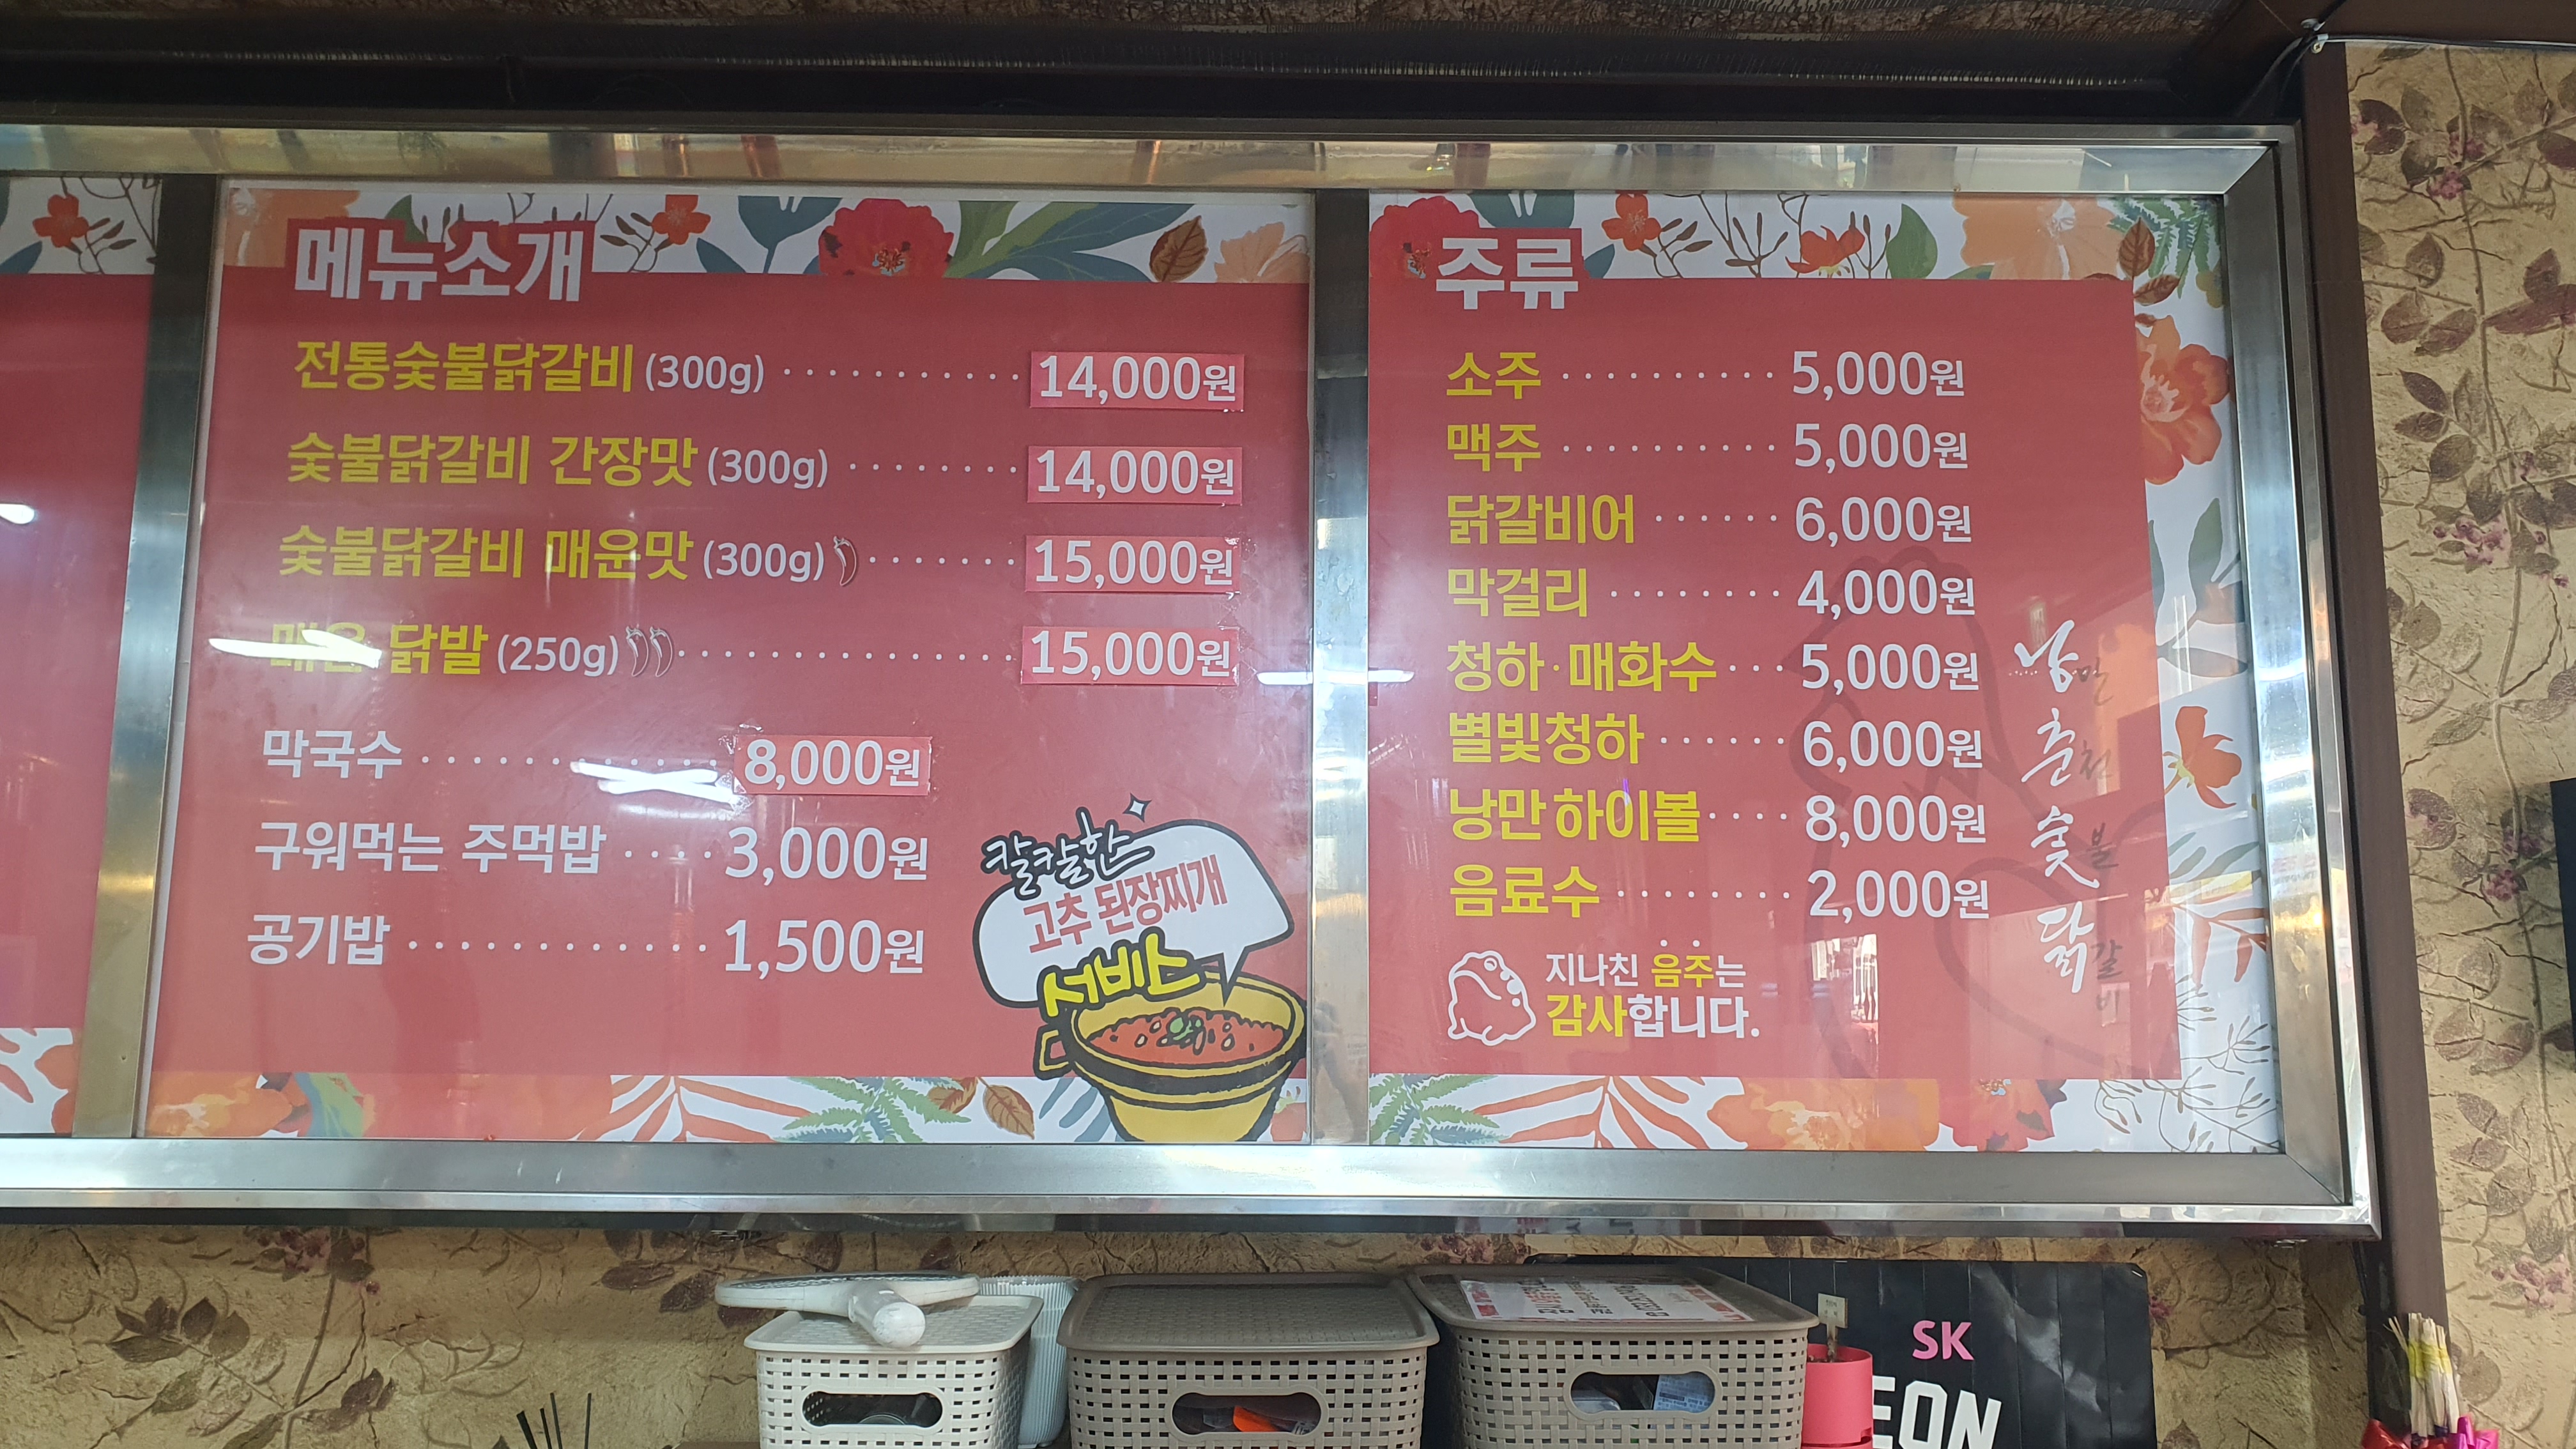 메뉴소개
전통숯불닭갈비 (300g) ··········· 14,000원
숯불닭갈비 간장맛 (300g) ········ 14,000원
숯불닭갈비 매운맛 (300g) ······· 15,000원
매운 닭발 (250g) ··············· 15,000원
막국수 ············· 8,000원
구워먹는 주먹밥 ···· 3,000원
공기밥 ············· 1,500원
칼칼한
고추 된장찌개
서비스
주류
소주 ·········· 5,000원
맥주 ·········· 5,000원
닭갈비어 ······ 6,000원
막걸리 ········ 4,000원
청하·매화수 ··· 5,000원
별빛청하 ······ 6,000원
낭만하이볼 ···· 8,000원
음료수 ········ 2,000원
지나친 음주는
감사합니다.
낭만
춘천
숯불
닭갈비
SK
EON